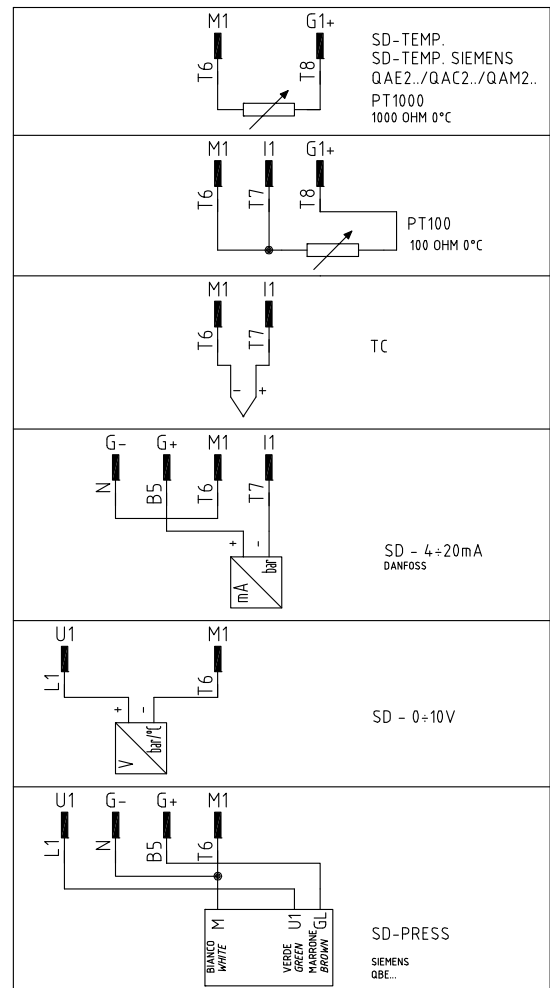 M1 G1+
T6 T8
SD-TEMP.
SD-TEMP. SIEMENS
QAE2../QAC2../QAM2..
PT1000
1000 OHM 0°C
M1 I1 G1+
T6 T7 T8
PT100
100 OHM 0°C
M1 I1
T6 T7
- +
TC
G- G+ M1 I1
N B5 T6 T7
+ -
mA bar
SD - 4÷20mA
DANFOSS
U1 M1
L1 T6
+ -
V bar/°C
SD - 0÷10V
U1 G- G+ M1
L1 N B5 T6
M U1 GL
BIANCO
WHITE
VERDE
GREEN
MARRONE
BROWN
SD-PRESS
SIEMENS
QBE...